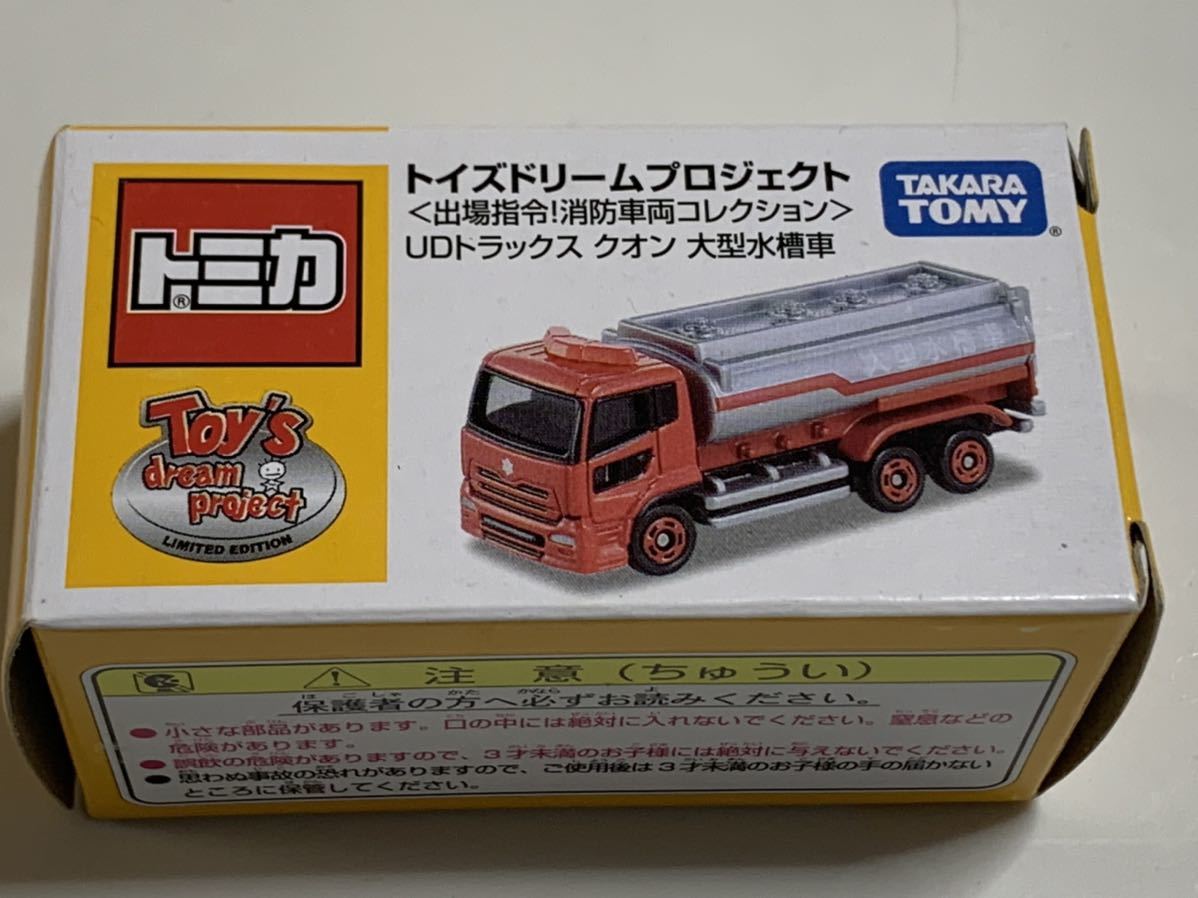 トイズドリームプロジェクト
<出場指令!消防車両コレクション>
UDトラックス クオン 大型水槽車
TAKARA
TOMY®
トミカ®
Toy's
dream
project
LIMITED EDITION
注意(ちゅうい)
保護者の方へ必ずお読みください。
●小さな部品があります。口の中には絶対に入れないでください。窒息などの
危険があります。
●誤飲の危険がありますので、3才未満のお子様には絶対に与えないでください。
●思わぬ事故の恐れがありますので、ご使用後は3才未満のお子様の手の届かない
ところに保管してください。